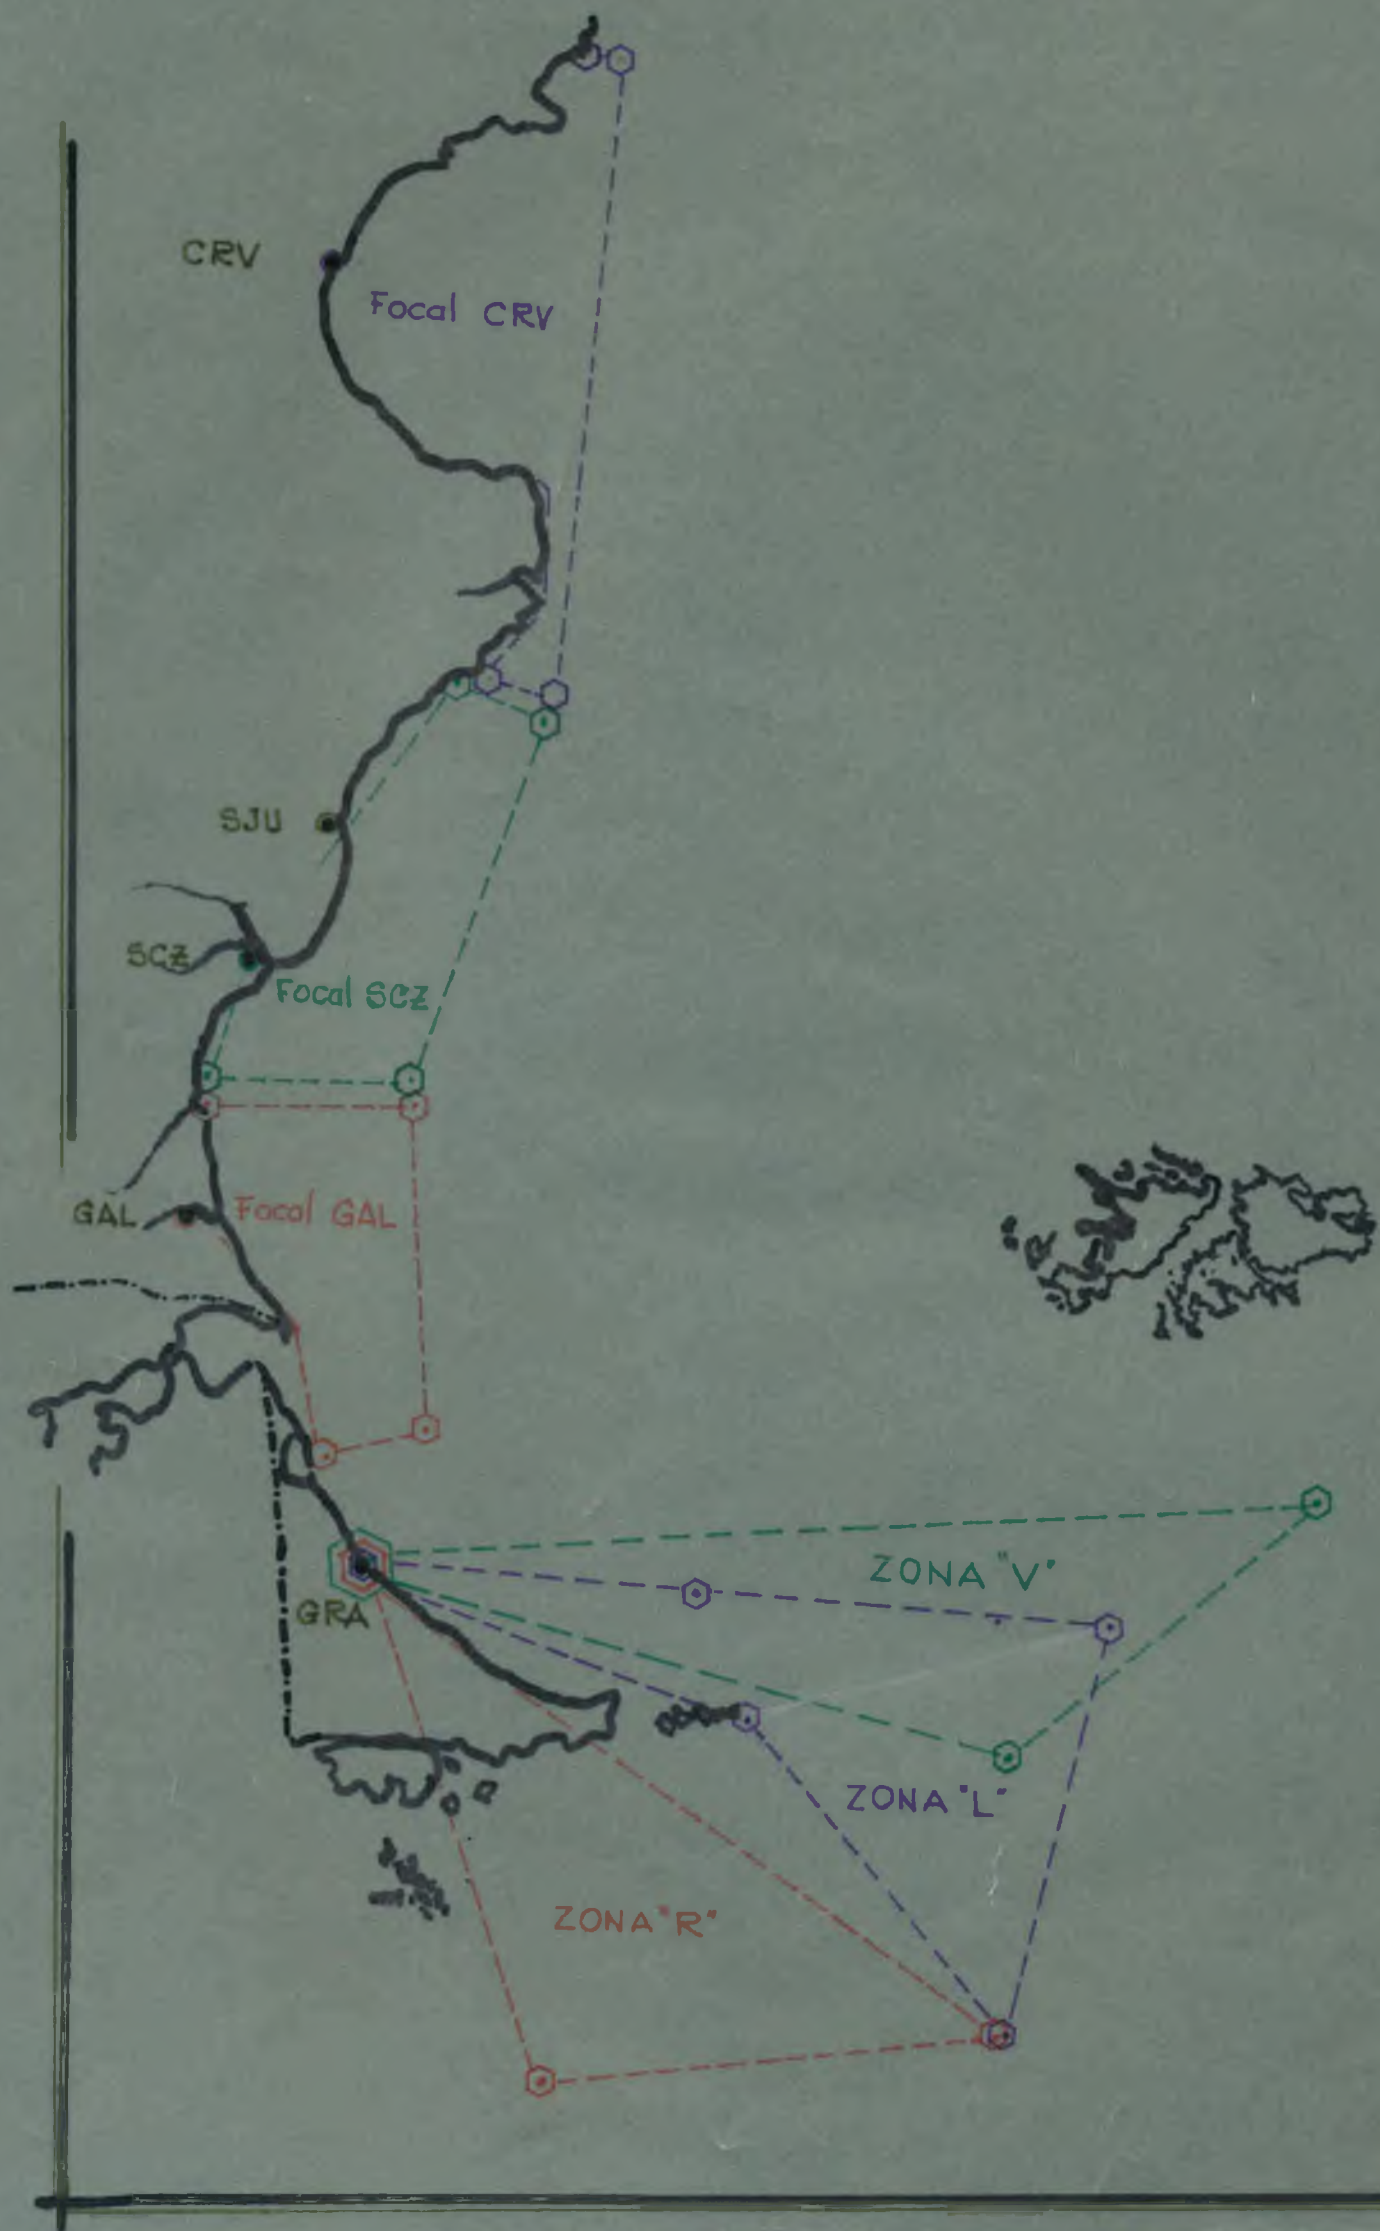 CRV
Focal CRV
SJU
SCZ
Focal SCZ
GAL
Focal GAL
ZONA "V"
GRA
ZONA "L"
ZONA "R"